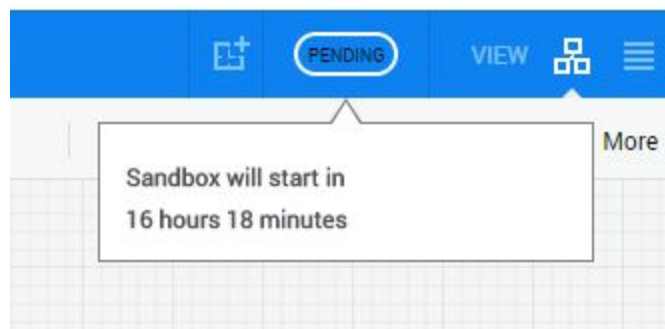 PENDING
VIEW
More
Sandbox will start in
16 hours 18 minutes